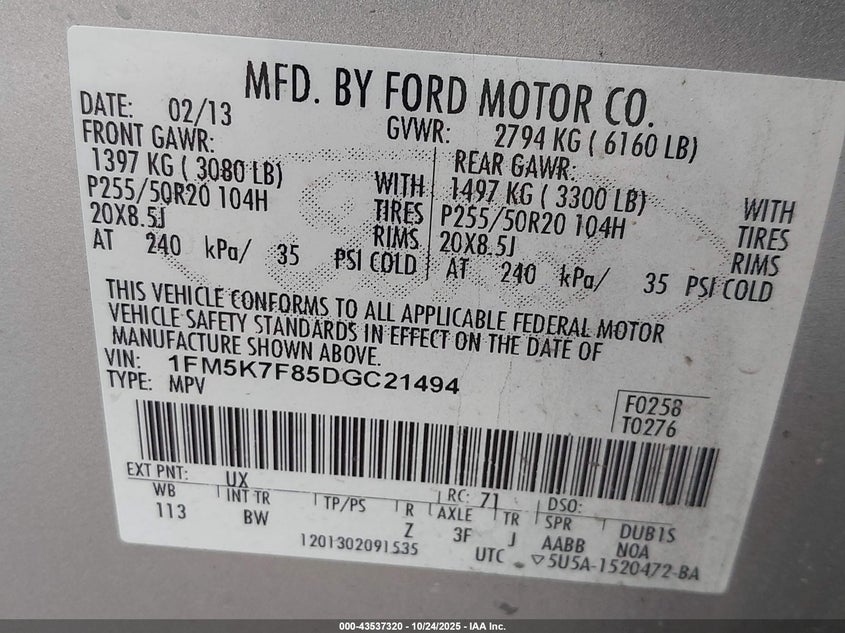 MFD. BY FORD MOTOR CO.
DATE: 02/13
GVWR: 2794 KG ( 6160 LB)
FRONT GAWR:
1397 KG ( 3080 LB)
P255/50R20 104H
20X8.5J
WITH
TIRES
RIMS
AT 240 kPa/ 35 PSI COLD
REAR GAWR:
1497 KG ( 3300 LB)
P255/50R20 104H
20X8.5J
WITH
TIRES
RIMS
AT 240 kPa/ 35 PSI COLD
THIS VEHICLE CONFORMS TO ALL APPLICABLE FEDERAL MOTOR
VEHICLE SAFETY STANDARDS IN EFFECT ON THE DATE OF
MANUFACTURE SHOWN ABOVE.
VIN: 1FM5K7F85DGC21494
TYPE: MPV
F0258
T0276
EXT PNT: UX RC: 71 DSO:
WB INT TR TP/PS R AXLE TR SPR DUB1S
113 BW Z 3F J AABB NOA
1201302091535 UTC ▽5U5A-1520472-BA
000-43537320 - 10/24/2025 - IAA Inc.